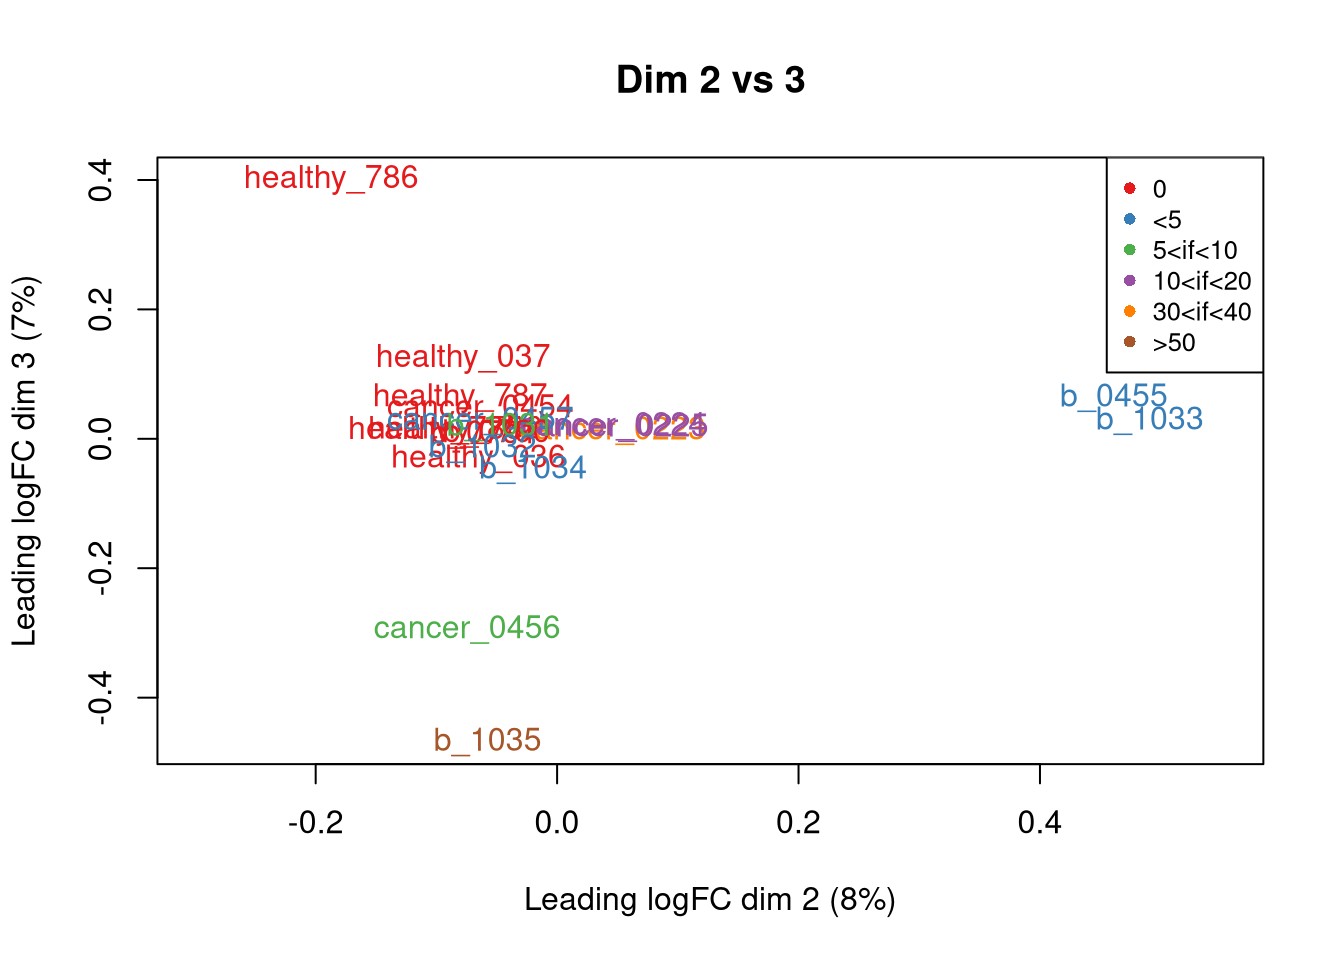 Dim 2 vs 3
healthy_786
0
<5
5<if<10
10<if<20
30<if<40
>50
healthy_037
healthy_787
cancer_0454
b_0455
b_1033
healthy_036
b_1034
cancer_0456
b_1035
0.4
0.2
0.0
-0.2
-0.4
Leading logFC dim 3 (7%)
-0.2
0.0
0.2
0.4
Leading logFC dim 2 (8%)